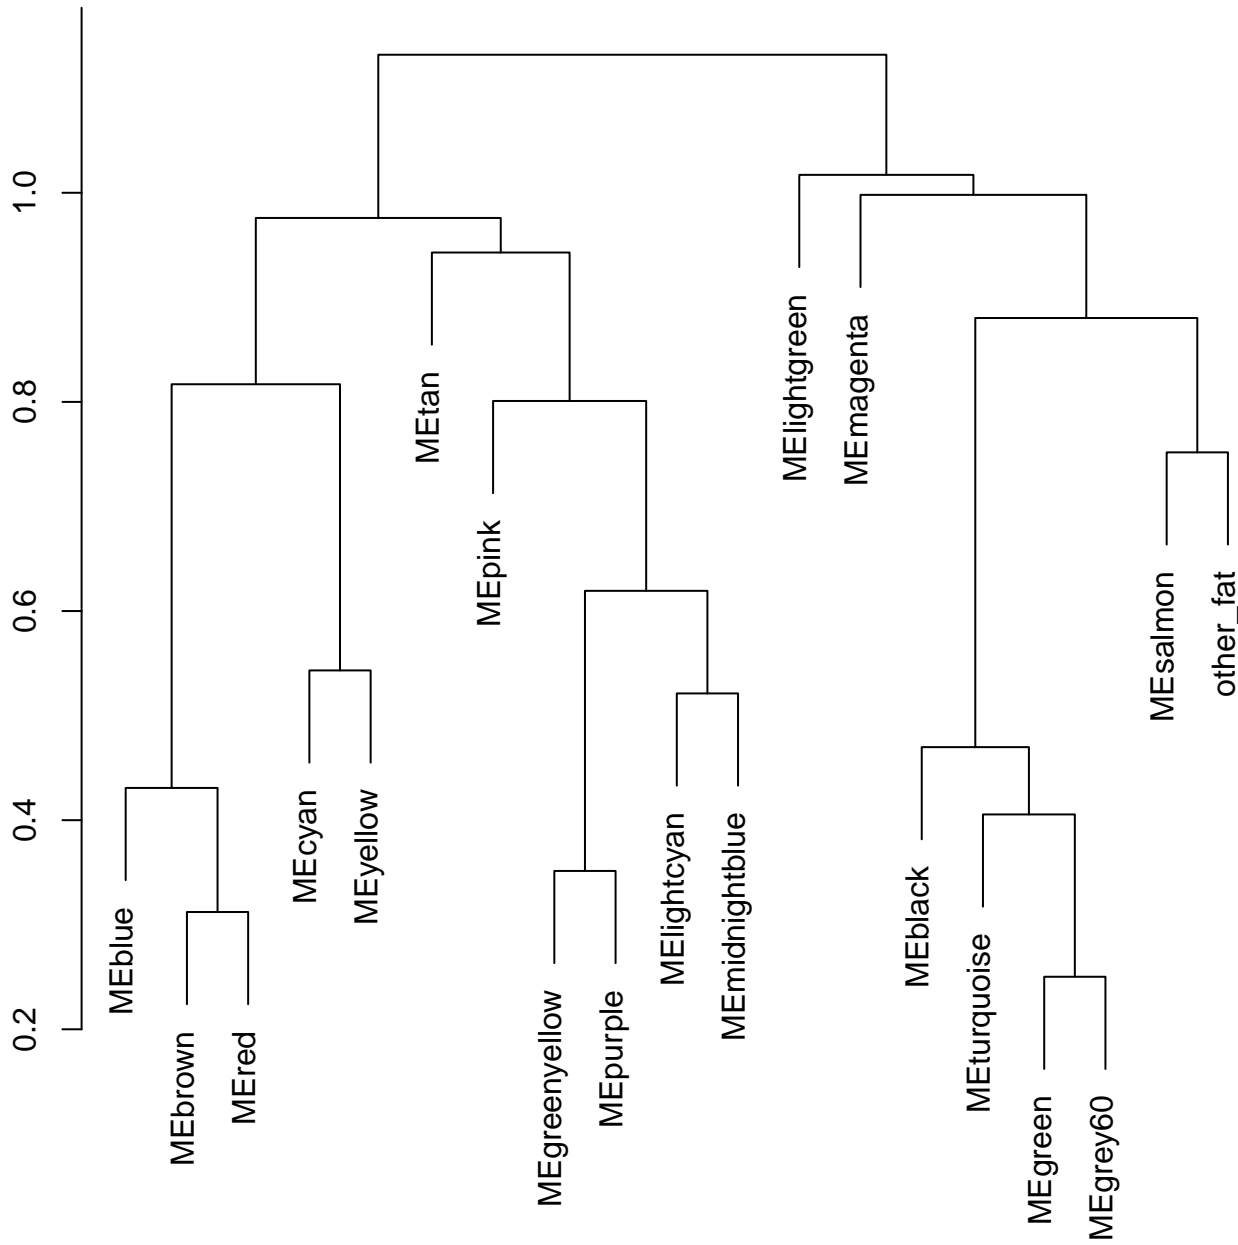 1.0
0.8
0.6
0.4
0.2
MEblue
MEbrown
MEred
MEcyan
MEyellow
MEtan
MEpink
MEgreenyellow
MEpurple
MElightcyan
MEmidnightblue
MElightgreen
MEmagenta
MEblack
MEturquoise
MEgreen
MEgrey60
MEsalmon
other_fat